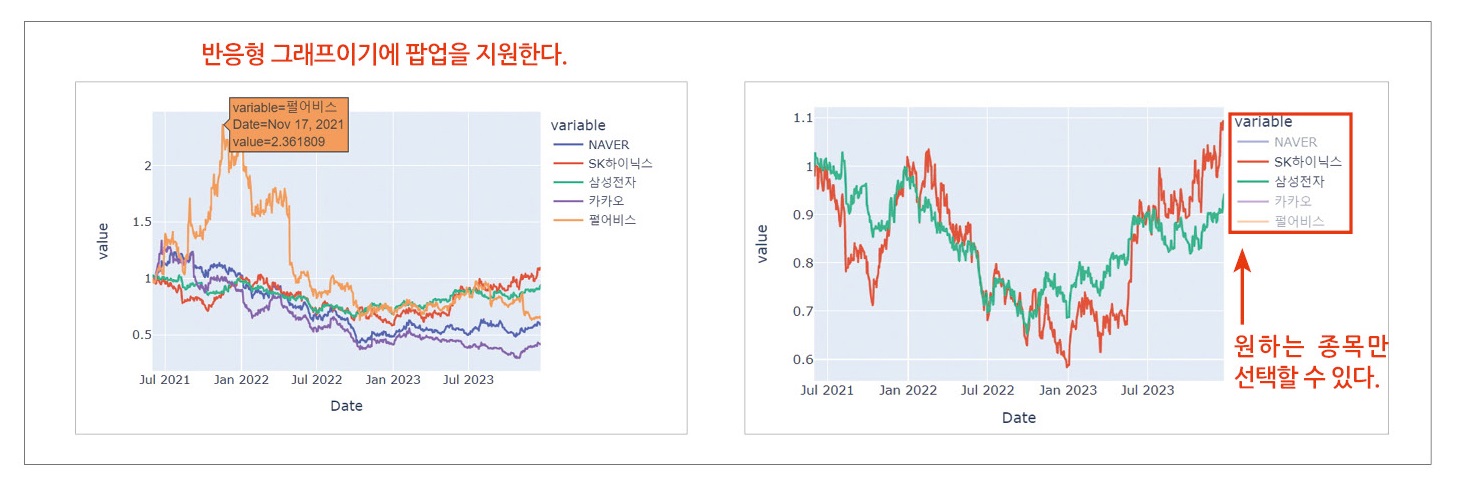 반응형 그래프이기에 팝업을 지원한다.
variable=펄어비스
Date=Nov 17, 2021
value=2.361809
2
1.5
1
0.5
value
Jul 2021
Jan 2022
Jul 2022
Jan 2023
Jul 2023
Date
variable
NAVER
SK하이닉스
삼성전자
카카오
펄어비스
1.1
1
0.9
0.8
0.7
0.6
value
Jul 2021
Jan 2022
Jul 2022
Jan 2023
Jul 2023
Date
variable
NAVER
SK하이닉스
삼성전자
카카오
펄어비스
원하는 종목만
선택할 수 있다.